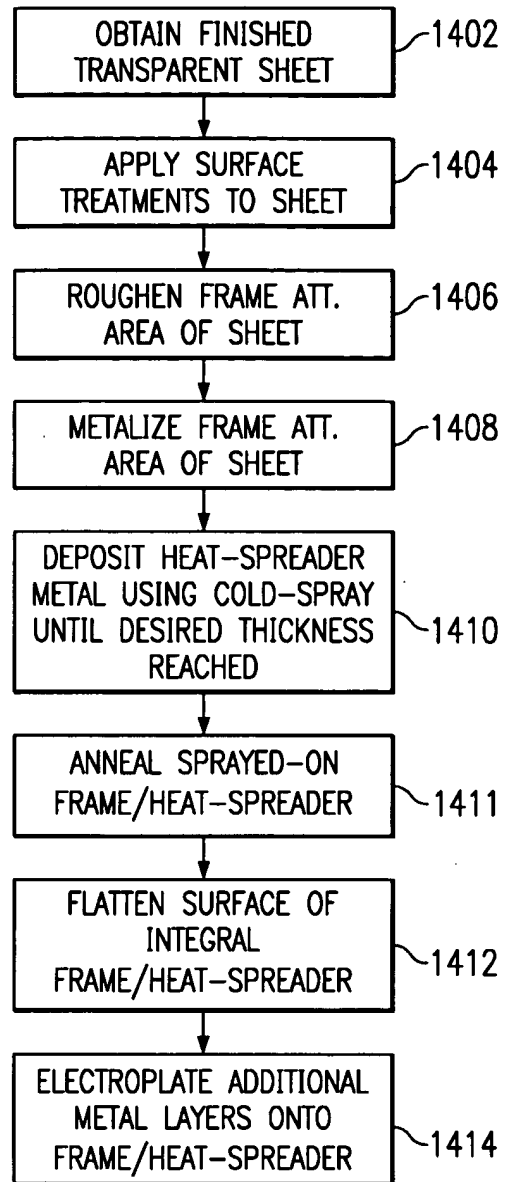 OBTAIN FINISHED
TRANSPARENT SHEET
1402
APPLY SURFACE
TREATMENTS TO SHEET
1404
ROUGHEN FRAME ATT.
AREA OF SHEET
1406
METALIZE FRAME ATT.
AREA OF SHEET
1408
DEPOSIT HEAT-SPREADER
METAL USING COLD-SPRAY
UNTIL DESIRED THICKNESS
REACHED
1410
ANNEAL SPRAYED-ON
FRAME/HEAT-SPREADER
1411
FLATTEN SURFACE OF
INTEGRAL
FRAME/HEAT-SPREADER
1412
ELECTROPLATE ADDITIONAL
METAL LAYERS ONTO
FRAME/HEAT-SPREADER
1414